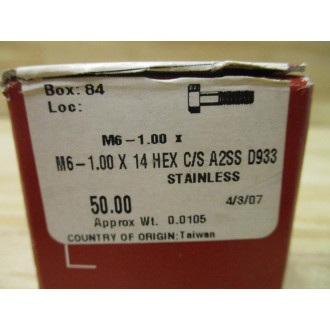 Box: 84
Loc:
M6-1.00 x
M6-1.00 X 14 HEX C/S A2SS D933
STAINLESS
50.00
4/3/07
Approx Wt. 0.0105
COUNTRY OF ORIGIN:Taiwan